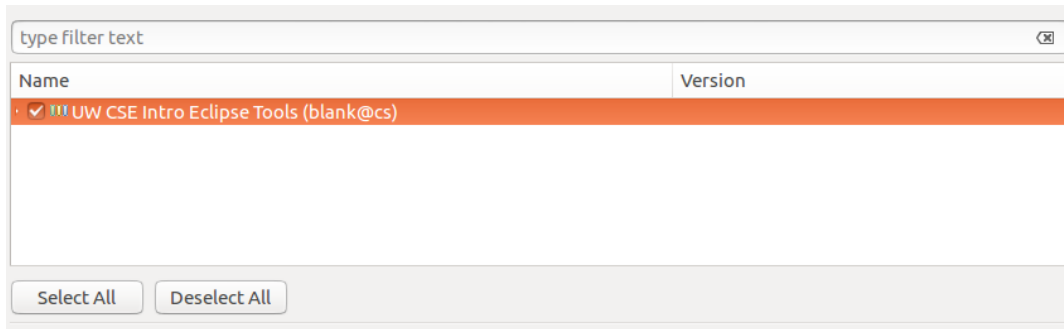 type filter text
Name Version
UW CSE Intro Eclipse Tools (blank@cs)
Select All Deselect All